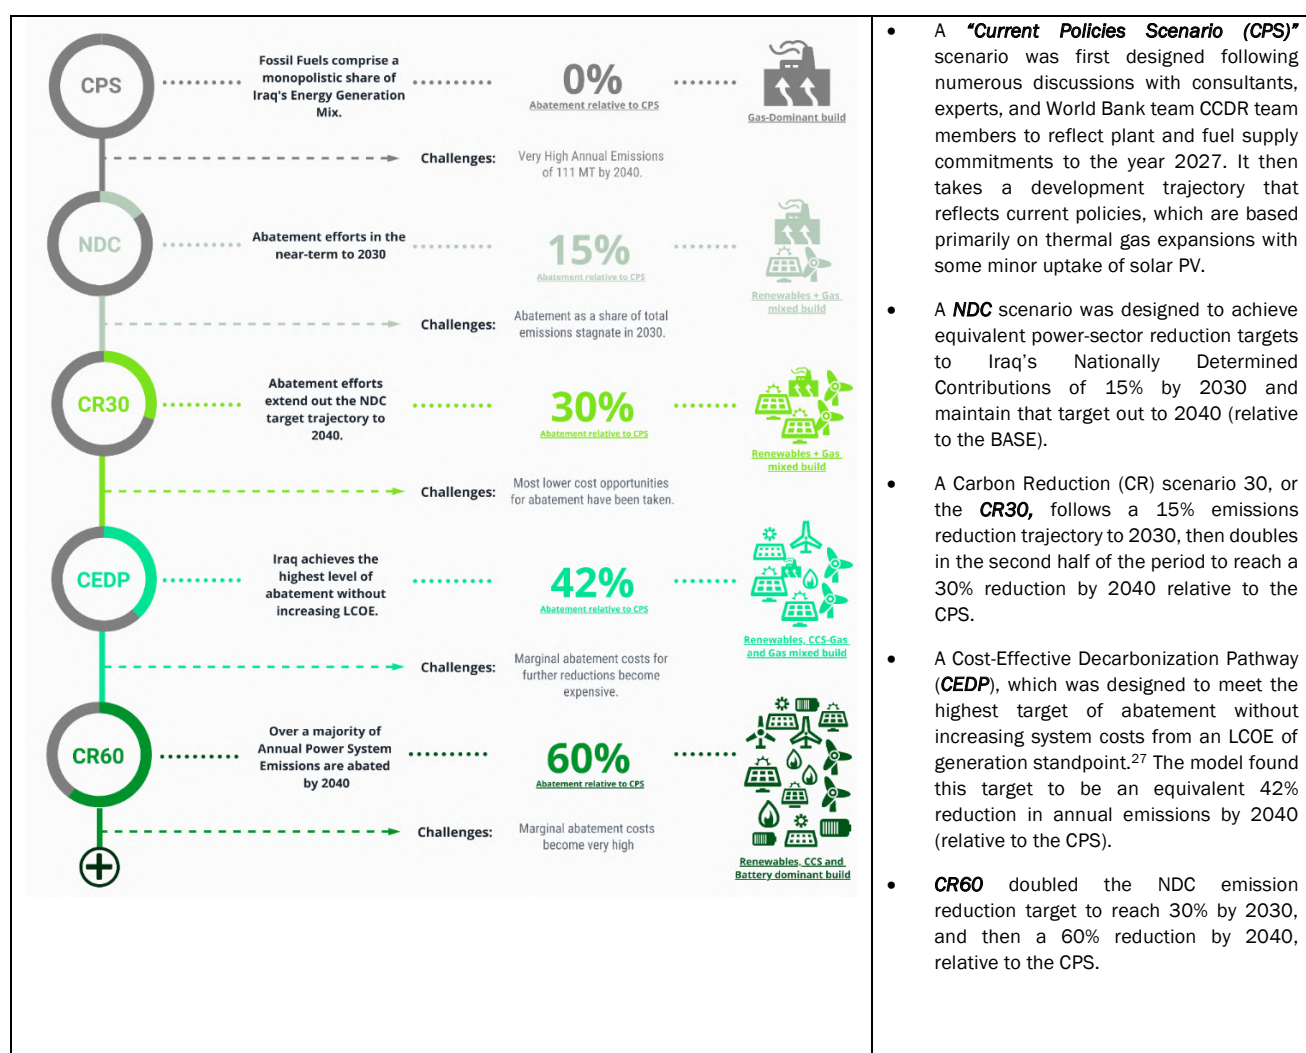 CPS
Fossil Fuels comprise a
monopolistic share of
Iraq's Energy Generation
Mix.
0%
Abatement relative to CPS
Gas-Dominant build
Challenges:
Very High Annual Emissions
of 111 MT by 2040.
NDC
Abatement efforts in the
near-term to 2030
15%
Abatement relative to CPS
Renewables + Gas
mixed build
Challenges:
Abatement as a share of total
emissions stagnate in 2030.
CR30
Abatement efforts
extend out the NDC
target trajectory to
2040.
30%
Abatement relative to CPS
Renewables + Gas
mixed build
Challenges:
Most lower cost opportunities
for abatement have been taken.
CEDP
Iraq achieves the
highest level of
abatement without
increasing LCOE.
42%
Abatement relative to CPS
Renewables, CCS-Gas
and Gas mixed build
Challenges:
Marginal abatement costs for
further reductions become
expensive.
CR60
Over a majority of
Annual Power System
Emissions are abated
by 2040
60%
Abatement relative to CPS
Renewables, CCS and
Battery dominant build
Challenges:
Marginal abatement costs
become very high
• A "Current Policies Scenario (CPS)"
scenario was first designed following
numerous discussions with consultants,
experts, and World Bank team CCDR team
members to reflect plant and fuel supply
commitments to the year 2027. It then
takes a development trajectory that
reflects current policies, which are based
primarily on thermal gas expansions with
some minor uptake of solar PV.
• A NDC scenario was designed to achieve
equivalent power-sector reduction targets
to Iraq's Nationally Determined
Contributions of 15% by 2030 and
maintain that target out to 2040 (relative
to the BASE).
• A Carbon Reduction (CR) scenario 30, or
the CR30, follows a 15% emissions
reduction trajectory to 2030, then doubles
in the second half of the period to reach a
30% reduction by 2040 relative to the
CPS.
• A Cost-Effective Decarbonization Pathway
(CEDP), which was designed to meet the
highest target of abatement without
increasing system costs from an LCOE of
generation standpoint.27 The model found
this target to be an equivalent 42%
reduction in annual emissions by 2040
(relative to the CPS).
• CR60 doubled the NDC emission
reduction target to reach 30% by 2030,
and then a 60% reduction by 2040,
relative to the CPS.